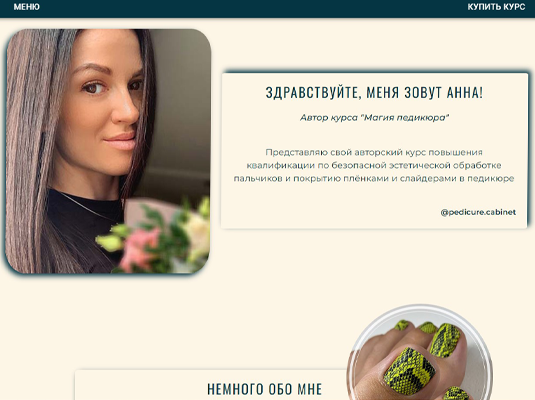 МЕНЮ
КУПИТЬ КУРС
ЗДРАВСТВУЙТЕ, МЕНЯ ЗОВУТ АННА!
Автор курса "Магия педикюра"
Представляю свой авторский курс повышения
квалификации по безопасной эстетической обработке
пальчиков и покрытию плёнками и слайдерами в педикюре
@pedicure.cabinet
НЕМНОГО ОБО МНЕ